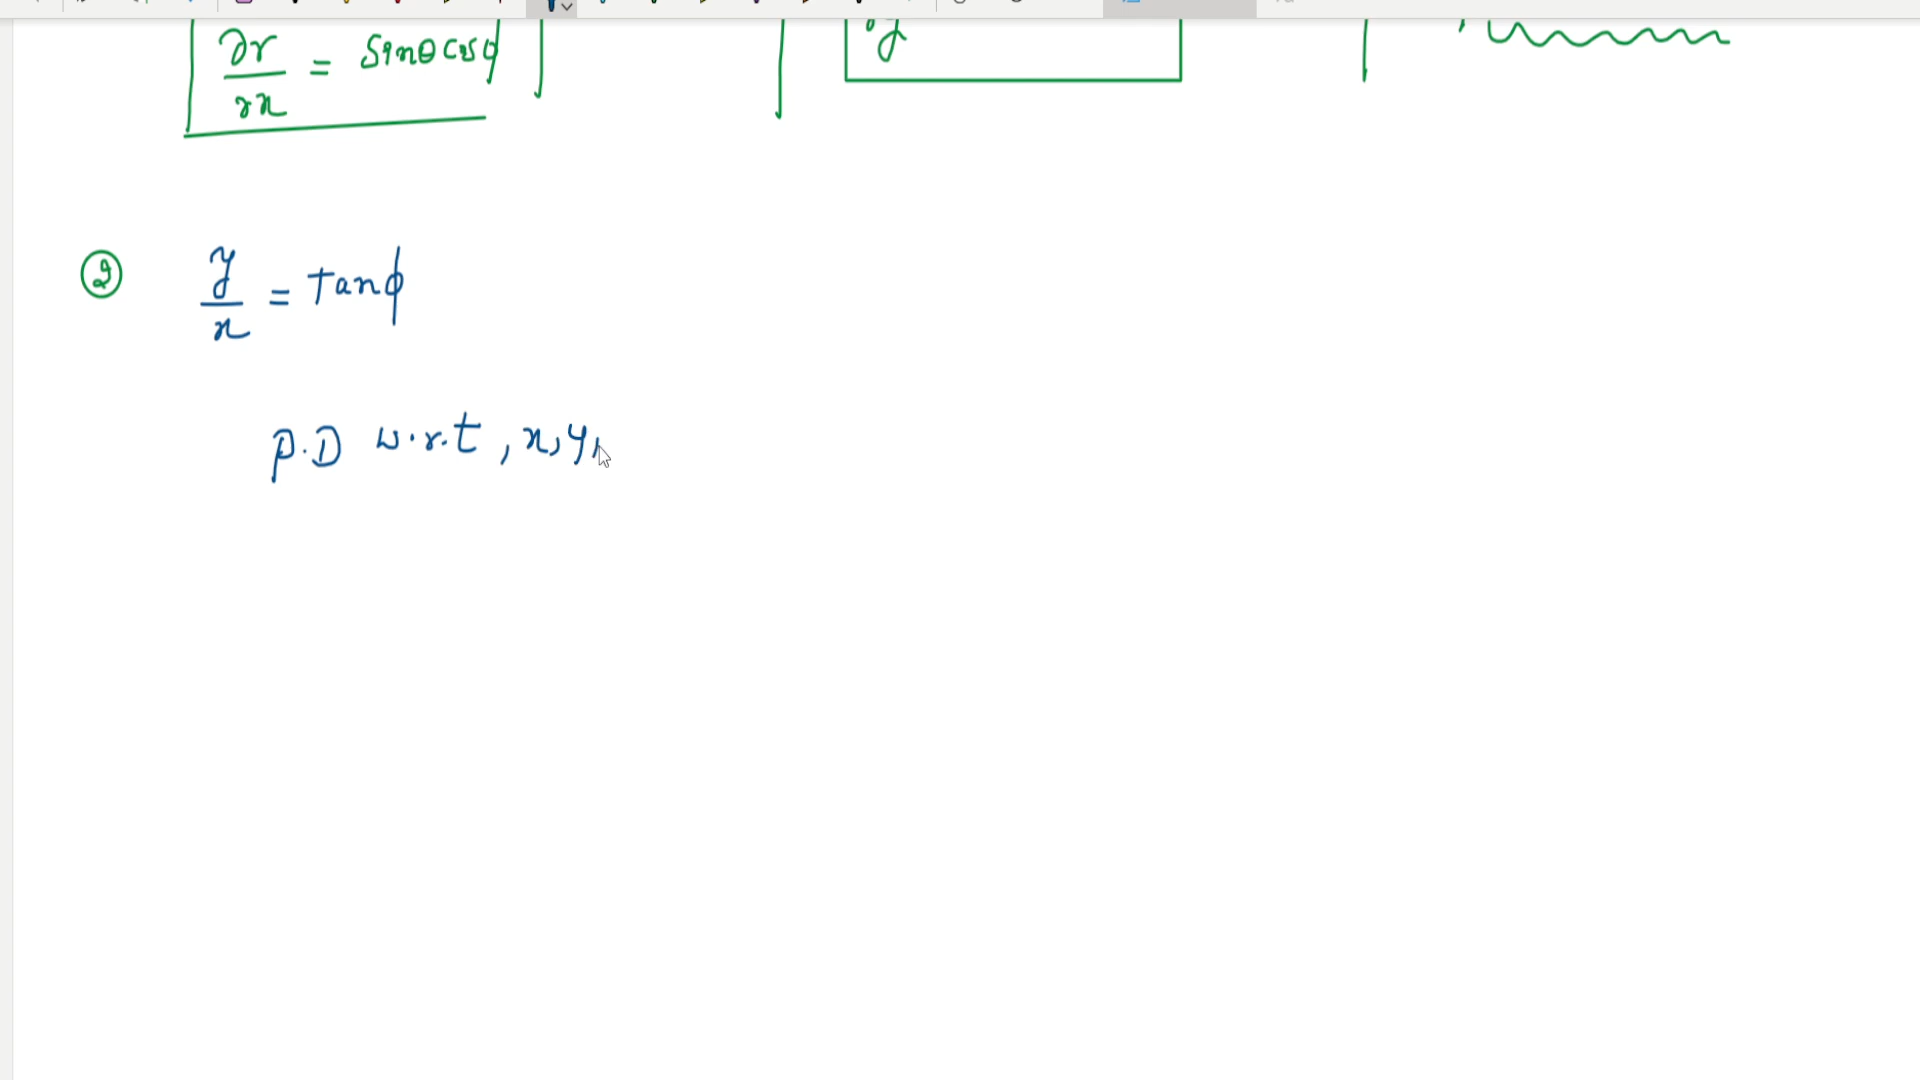 ∂r/∂x = sinθ cosφ
y
② y/x = tanφ
P.D w.r.t, x, y,